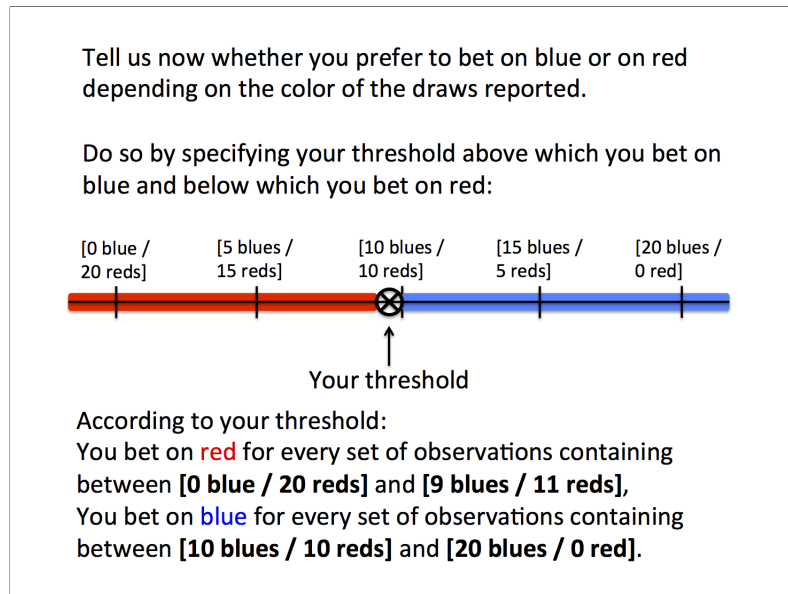 Tell us now whether you prefer to bet on blue or on red
depending on the color of the draws reported.
Do so by specifying your threshold above which you bet on
blue and below which you bet on red:
[0 blue /
20 reds]
[5 blues /
15 reds]
[10 blues /
10 reds]
[15 blues /
5 reds]
[20 blues /
0 red]
Your threshold
According to your threshold:
You bet on red for every set of observations containing
between [0 blue / 20 reds] and [9 blues / 11 reds],
You bet on blue for every set of observations containing
between [10 blues / 10 reds] and [20 blues / 0 red].